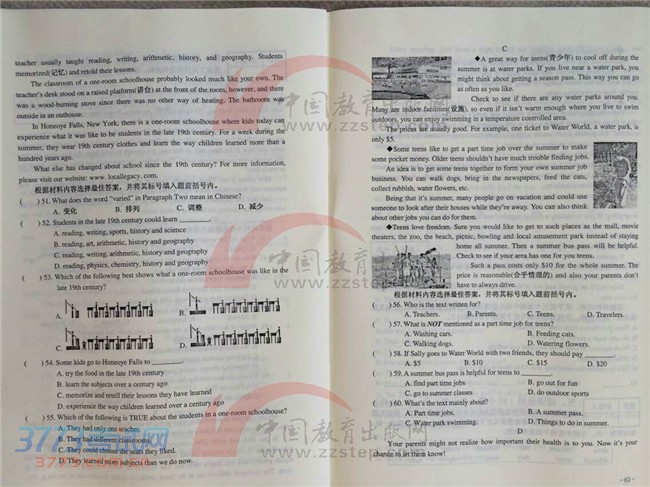 teacher usually taught reading, writing, arithmetic, history, and geography. Students
memorized(记忆) and retold their lessons.
The classroom of a one-room schoolhouse probably looked much like your own. The
teacher's desk stood on a raised platform(讲台) at the front of the room, however, and there
was a wood-burning stove since there was no other way of heating. The bathroom was
outside in an outhouse.
In Honeoye Falls, New York, there is a one-room schoolhouse where kids today can
experience what it was like to be students in the late 19th century. For a week during the
summer, they wear 19th century clothes and learn the way children learned more than a
hundred years ago.
What else has changed about school since the 19th century? For more information,
please visit our website: www.localegacy.com.
根据材料内容选择最佳答案，并将其标号填入题前括号内。
( ) 51. What does the word "varied" in Paragraph Two mean in Chinese?
A. 变化 B. 排列 C. 调整 D. 减少
( ) 52. Students in the late 19th century could learn
A. reading, writing, sports, history and science
B. reading, art, arithmetic, history and geography
C. reading, writing, arithmetic, history and geography
D. reading, physics, chemistry, history and geography
( ) 53. Which of the following best shows what a one-room schoolhouse was like in the
late 19th century?
A. B.
C. D.
( ) 54. Some kids go to Honeoye Falls to
A. try the food in the late 19th century
B. learn the subjects over a century ago
C. memorize and retell their lessons they have learned
D. experience the way children learned over a century ago
( ) 55. Which of the following is TRUE about the students in a one-room schoolhouse?
A. They had only one teacher.
B. They had different classrooms.
C. They could choose the seats they liked.
D. They learned more subjects than we do now.
C
◆A great way for teens(青少年) to cool off during the
summer is at water parks. If you live near a water park, you
might think about getting a season pass. This way you can go
as often as you like.
Check to see if there are any water parks around you.
Many are indoor facilities(设施), so even if it isn't warm enough where you live to swim
outdoors, you can enjoy swimming in a temperature controlled area.
The prices are usually good. For example, one ticket to Water World, a water park, is
only $5.
◆Some teens like to get a part time job over the summer to make
some pocket money. Older teens shouldn't have much trouble finding jobs.
An idea is to get some teens together to form your own summer job
business. You can walk dogs, bring in the newspapers, feed the cats,
collect rubbish, water flowers, etc.
Being that it's summer, many people go on vacation and could use
someone to look after their houses while they're away. You can also think
about other jobs you can do for them.
◆Teens love freedom. Sure you would like to get to such places as the mall, movie
theaters, the zoo, the beach, picnic, bowling and local amusement park instead of staying
home all summer. Then a summer bus pass will be helpful.
Check to see if your area has one for you teens.
Such a pass costs only $10 for the whole summer. The
price is reasonable(合乎情理的) and also your parents don't
have to always drive.
根据材料内容选择最佳答案，并将其标号填入题前括号内。
( ) 56. Who is the text written for?
A. Teachers. B. Parents. C. Teens. D. Travelers.
( ) 57. What is NOT mentioned as a part time job for teens?
A. Washing cars. B. Feeding cats.
C. Walking dogs. D. Watering flowers.
( ) 58. If Sally goes to Water World with two friends, they should pay
A. $5 B. $10 C. $15 D. $20
( ) 59. A summer bus pass is helpful for teens to
A. find part time jobs B. go out for fun
C. go to summer classes D. do outdoor sports
( ) 60. What's the text mainly about?
A. Part time jobs. B. A summer pass.
C. Water park swimming. D. Things to do in summer.
D
Your parents might not realize how important their health is to you. Now it's your
chance to let them know!
- 63 -
中国教育出版网
www.zzstep.com